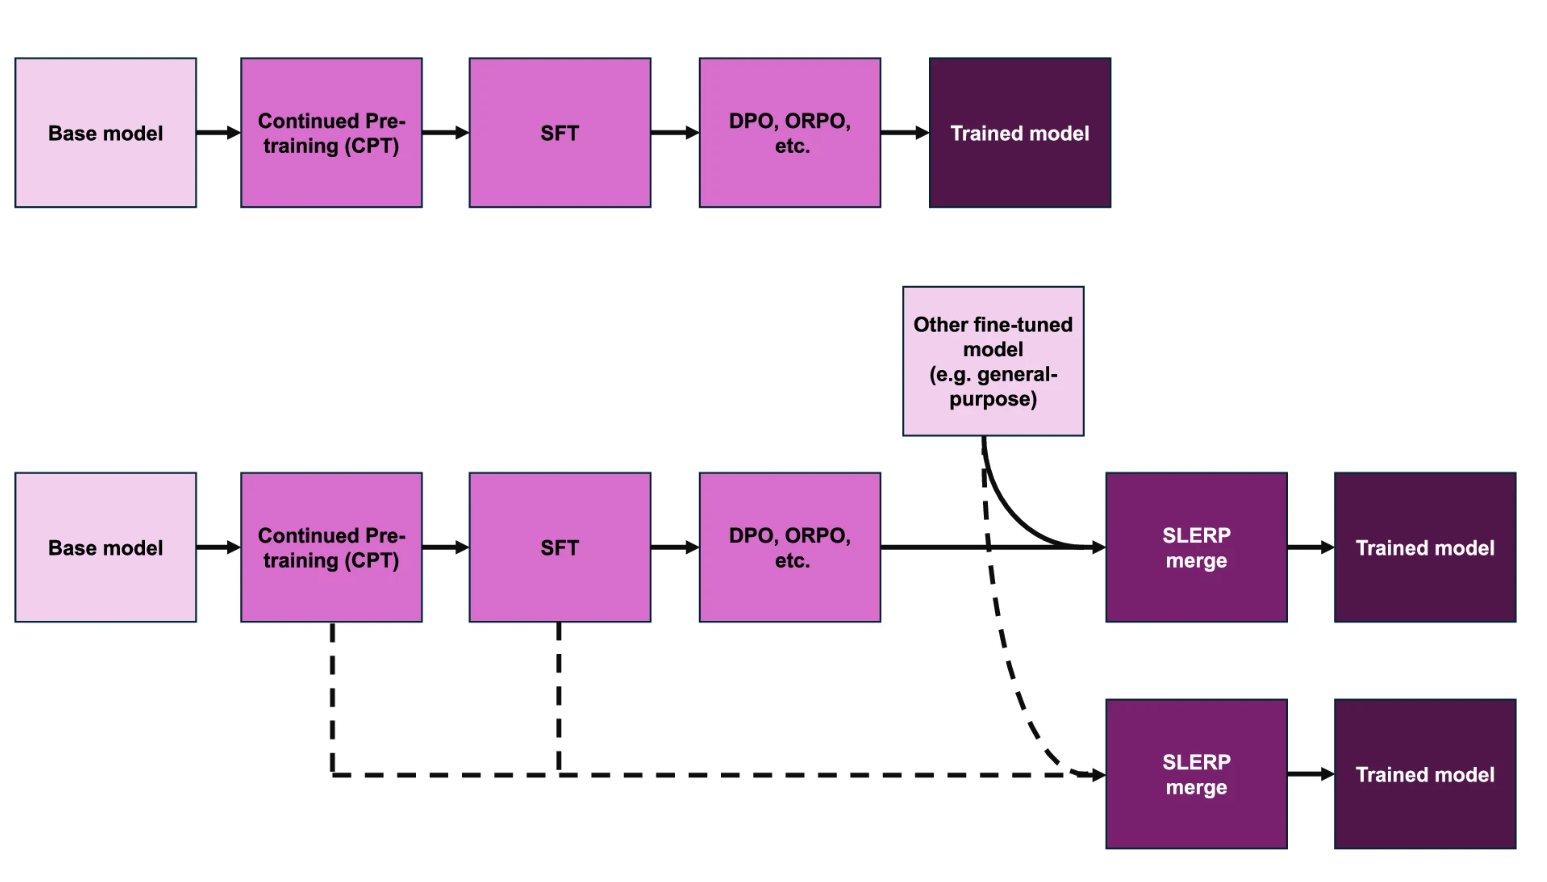 Base model
Continued Pre-
training (CPT)
SFT
DPO, ORPO,
etc.
Trained model
Other fine-tuned
model
(e.g. general-
purpose)
Base model
Continued Pre-
training (CPT)
SFT
DPO, ORPO,
etc.
SLERP
merge
Trained model
SLERP
merge
Trained model